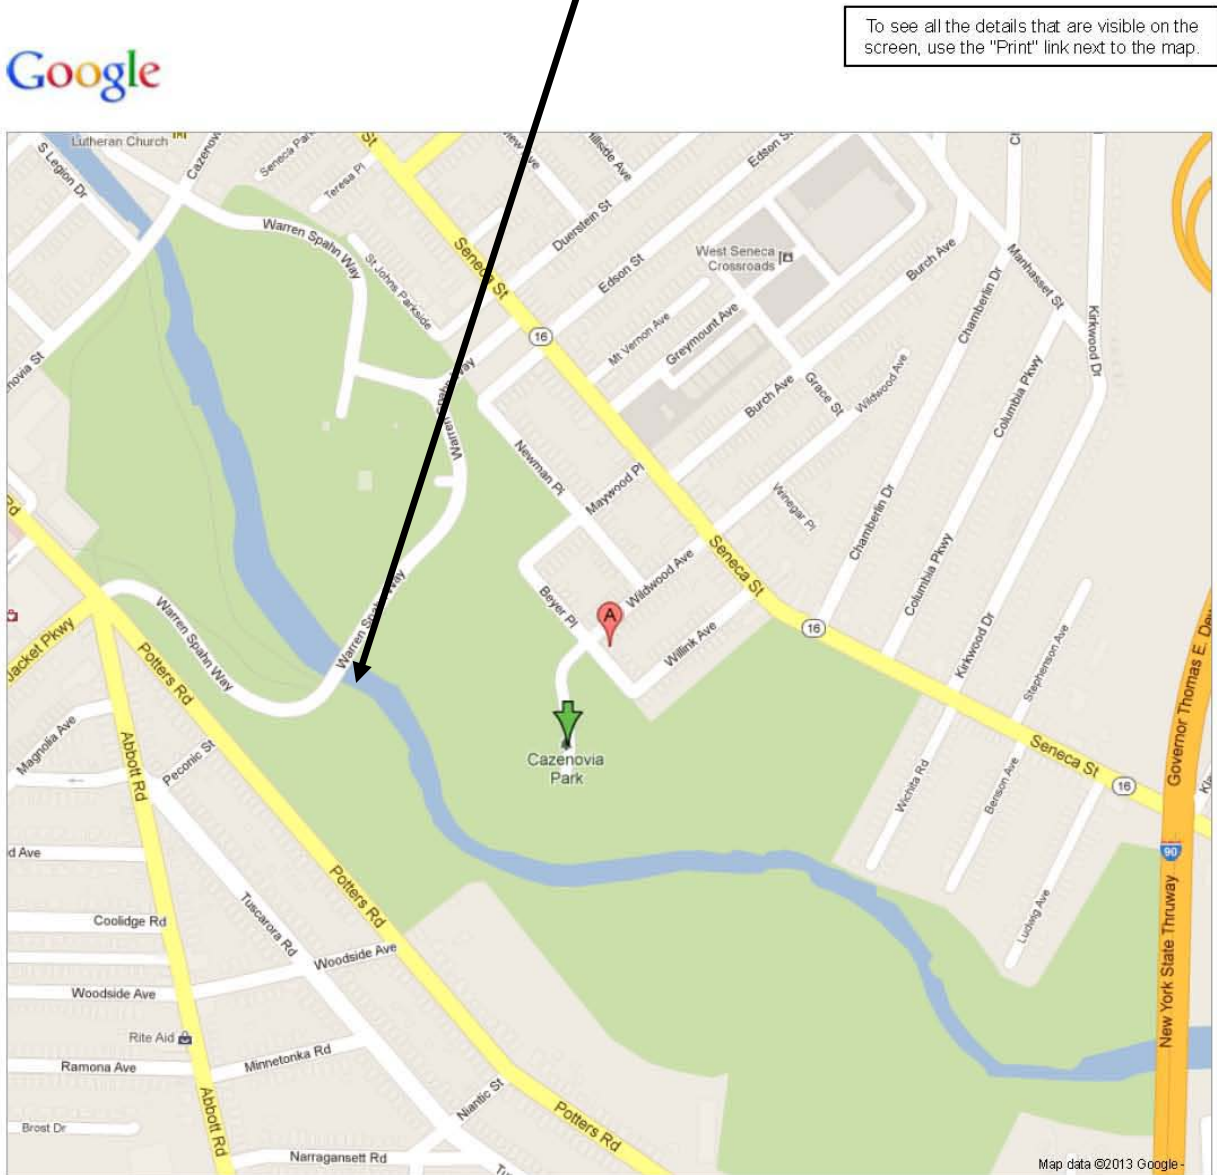 To see all the details that are visible on the
screen, use the "Print" link next to the map.
Google
Lutheran Church
S Legion Dr
Seneca
Teresa Pl
St
Hillside Ave
Edson St
Warren Spahn Way
St Johns Parkside
Seneca St
Duerstein St
Edson St
West Seneca
Crossroads
Burch Ave
Chamberlin Dr
Manhasset St
Kirkwood Dr
16
Mt Vernon Ave
Greymount Ave
Burch Ave
Grace St
Wildwood Ave
Columbia Pkwy
Warren Spahn Way
Newman Pl
Maywood Pl
Winegar Pl
Chamberlin Dr
Columbia Pkwy
Rd
Seneca St
Wildwood Ave
Beyer Pl
A
Willink Ave
16
Kirkwood Dr
Stephenson Ave
Warren Spahn Way
Warren Spahn Way
Potters Rd
Magnolia Ave
Abbott Rd
Peconic St
Cazenovia
Park
Seneca St
16
Wichita Rd
Benson Ave
Ludwig Ave
Governor Thomas E. Dew
90
New York State Thruway
d Ave
Coolidge Rd
Tuscarora Rd
Potters Rd
Woodside Ave
Woodside Ave
Rite Aid
Ramona Ave
Minnetonka Rd
Abbott Rd
Niantic St
Potters Rd
Brost Dr
Narragansett Rd
Map data ©2013 Google -